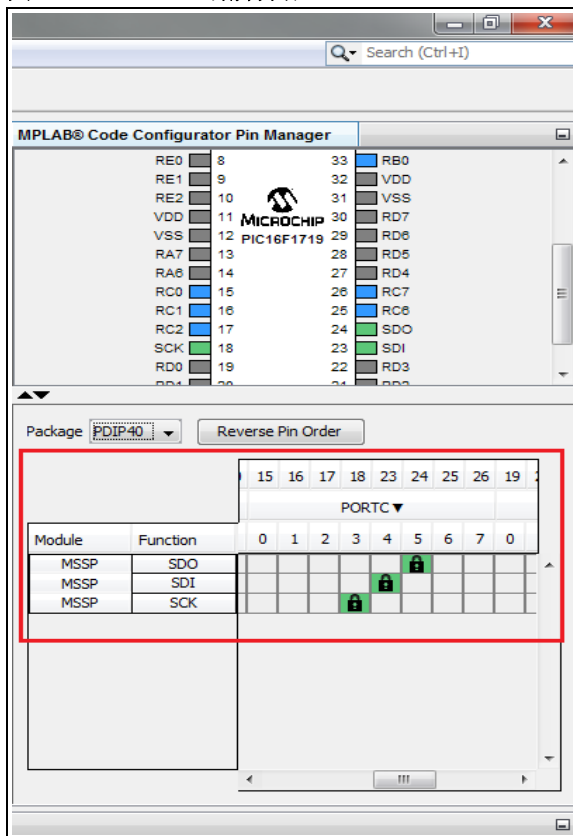 Search (Ctrl+I)
MPLAB® Code Configurator Pin Manager
RE0 8 33 RB0
RE1 9 32 VDD
RE2 10 31 VSS
VDD 11 MICROCHIP 30 RD7
VSS 12 PIC16F1719 29 RD6
RA7 13 28 RD5
RA6 14 27 RD4
RC0 15 26 RC7
RC1 16 25 RC6
RC2 17 24 SDO
SCK 18 23 SDI
RD0 19 22 RD3
RD1 20 21 RD2
Package PDIP40 Reverse Pin Order
15 16 17 18 23 24 25 26 19
PORTC▼
Module Function 0 1 2 3 4 5 6 7 0
MSSP SDO
MSSP SDI
MSSP SCK